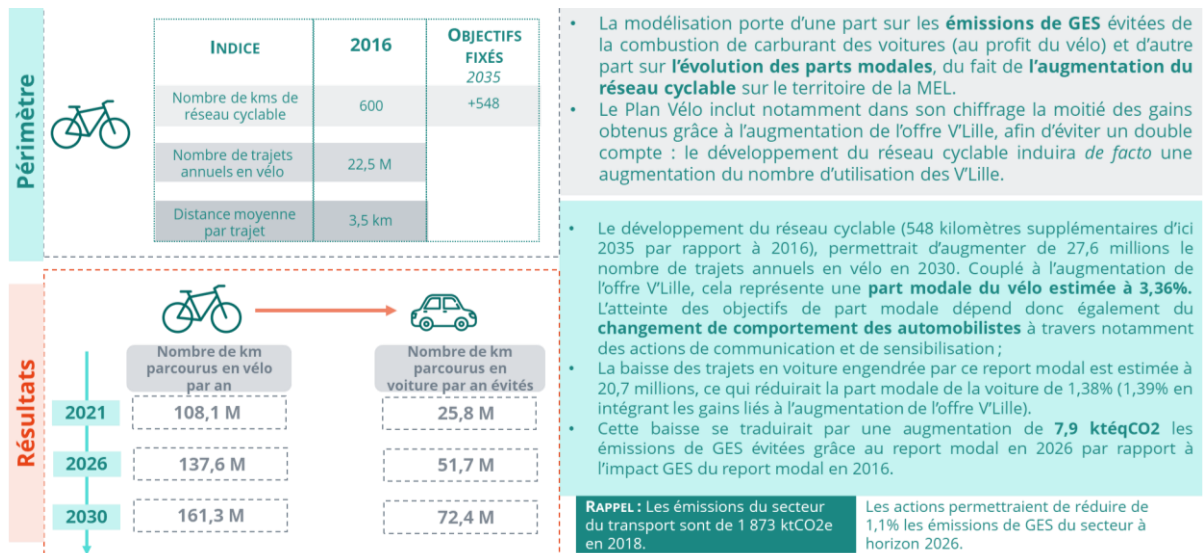 Périmètre
INDICE
2016
OBJECTIFS
FIXÉS
2035
Nombre de kms de
réseau cyclable
600
+548
Nombre de trajets
annuels en vélo
22,5 M
Distance moyenne
par trajet
3,5 km
• La modélisation porte d'une part sur les émissions de GES évitées de
la combustion de carburant des voitures (au profit du vélo) et d'autre
part sur l'évolution des parts modales, du fait de l'augmentation du
réseau cyclable sur le territoire de la MEL.
• Le Plan Vélo inclut notamment dans son chiffrage la moitié des gains
obtenus grâce à l'augmentation de l'offre V'Lille, afin d'éviter un double
compte : le développement du réseau cyclable induira de facto une
augmentation du nombre d'utilisation des V'Lille.
Résultats
Nombre de km
parcourus en vélo
par an
Nombre de km
parcourus en
voiture par an évités
2021
108,1 M
25,8 M
2026
137,6 M
51,7 M
2030
161,3 M
72,4 M
• Le développement du réseau cyclable (548 kilomètres supplémentaires d'ici
2035 par rapport à 2016), permettrait d'augmenter de 27,6 millions le
nombre de trajets annuels en vélo en 2030. Couplé à l'augmentation de
l'offre V'Lille, cela représente une part modale du vélo estimée à 3,36%.
L'atteinte des objectifs de part modale dépend donc également du
changement de comportement des automobilistes à travers notamment
des actions de communication et de sensibilisation ;
• La baisse des trajets en voiture engendrée par ce report modal est estimée à
20,7 millions, ce qui réduirait la part modale de la voiture de 1,38% (1,39% en
intégrant les gains liés à l'augmentation de l'offre V'Lille).
• Cette baisse se traduirait par une augmentation de 7,9 ktéqCO2 les
émissions de GES évitées grâce au report modal en 2026 par rapport à
l'impact GES du report modal en 2016.
RAPPEL : Les émissions du secteur
du transport sont de 1 873 ktCO2e
en 2018.
Les actions permettraient de réduire de
1,1% les émissions de GES du secteur à
horizon 2026.